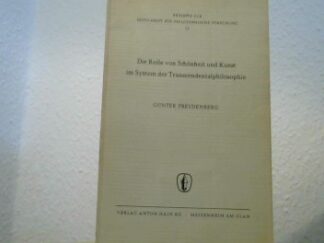 BEIHEFTE ZUR
ZEITSCHRIFT FÜR PHILOSOPHISCHE FORSCHUNG
Die Rolle von Schönheit und Kunst
im System der Transzendentalphilosophie
GÜNTER FREUDENBERG
VERLAG ANTON HAIN KG · MEISENHEIM AM GLAN